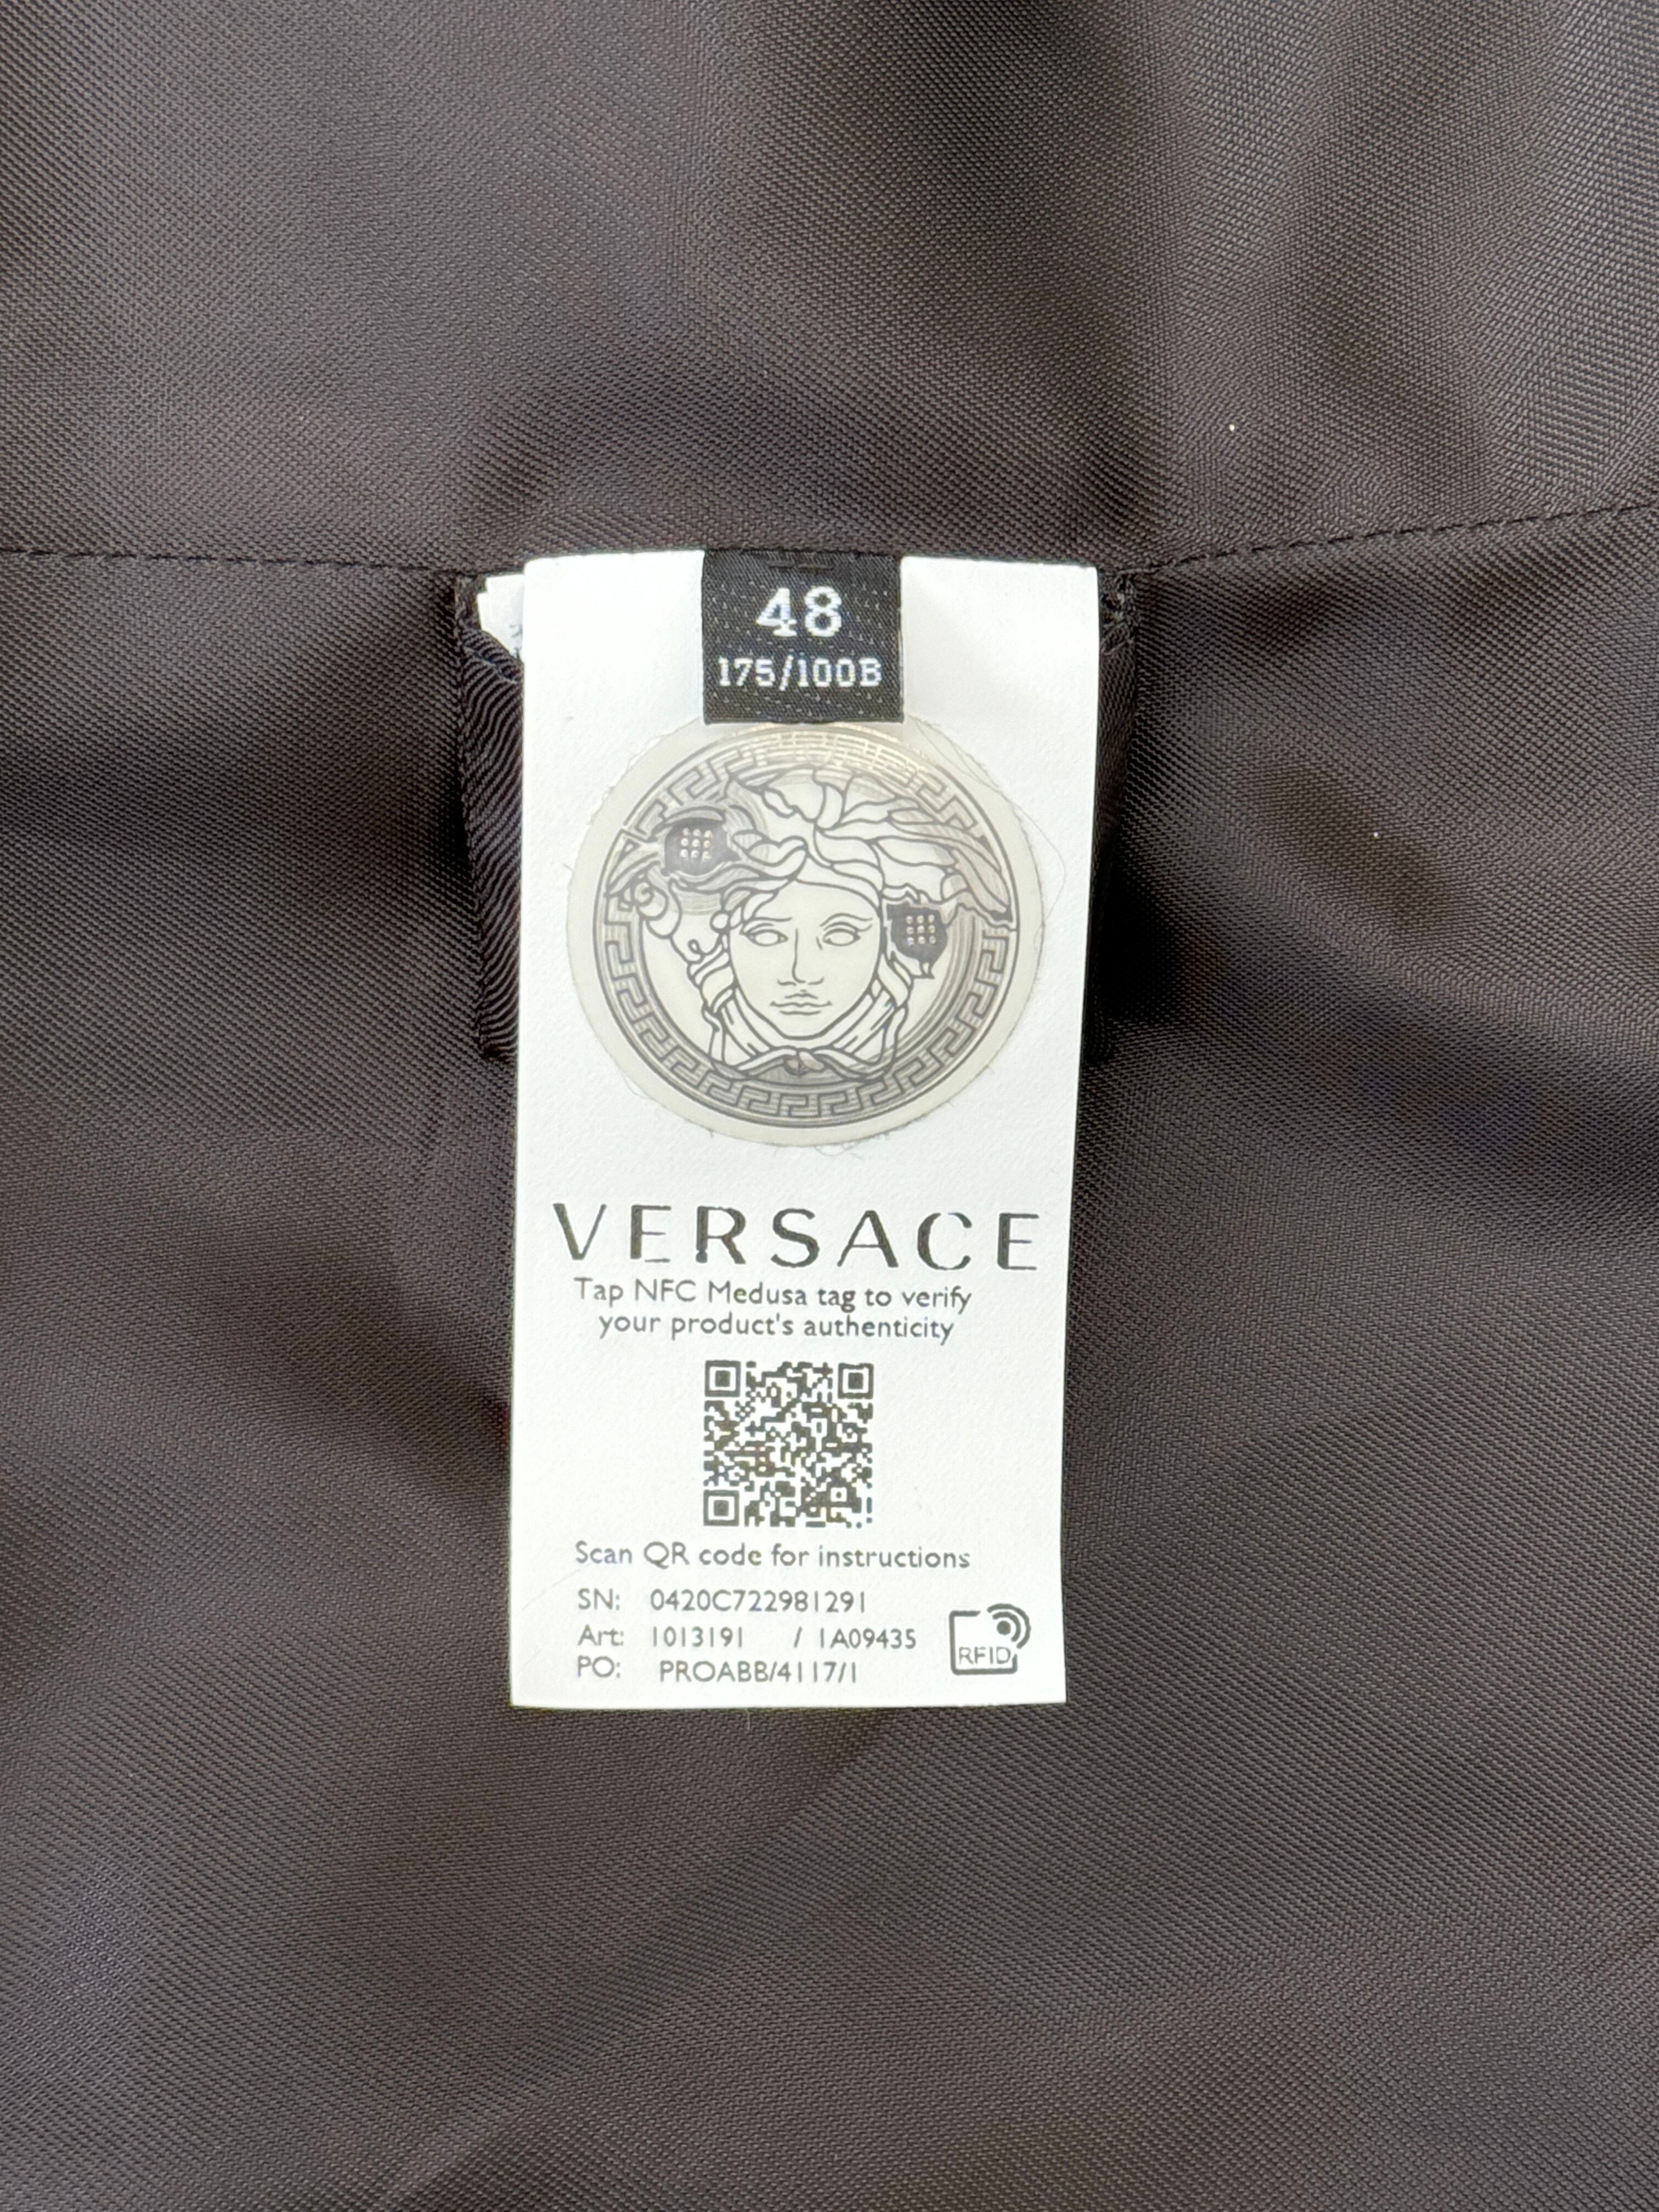 48
175/100B
VERSACE
Tap NFC Medusa tag to verify
your product's authenticity
Scan QR code for instructions
SN: 0420C722981291
Art: 1013191 / 1A09435
PO: PROABB/4117/1
RFID